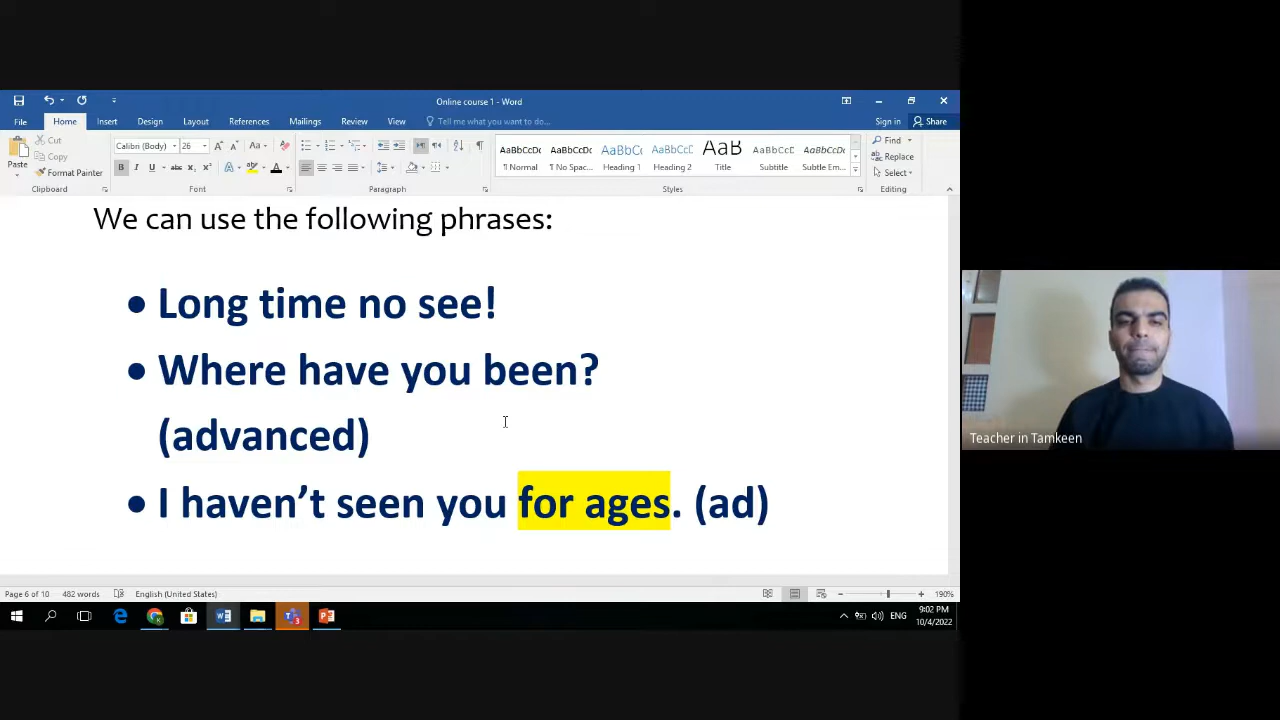 Online course 1 - Word
File Home Insert Design Layout References Mailings Review View Tell me what you want to do... Sign in Share
Paste Cut Copy Format Painter
Calibri (Body) 26
AaBbCcDc AaBbCcDc AaBbCc AaBbCcD AaB AaBbCcD AaBbCcDc
¶ Normal ¶ No Spac... Heading 1 Heading 2 Title Subtitle Subtle Em...
Find Replace Select
Clipboard Font Paragraph Styles Editing
We can use the following phrases:
• Long time no see!
• Where have you been?
(advanced)
• I haven’t seen you for ages. (ad)
Teacher in Tamkeen
Page 6 of 10 482 words English (United States) 190%
ENG 9:02 PM
10/4/2022